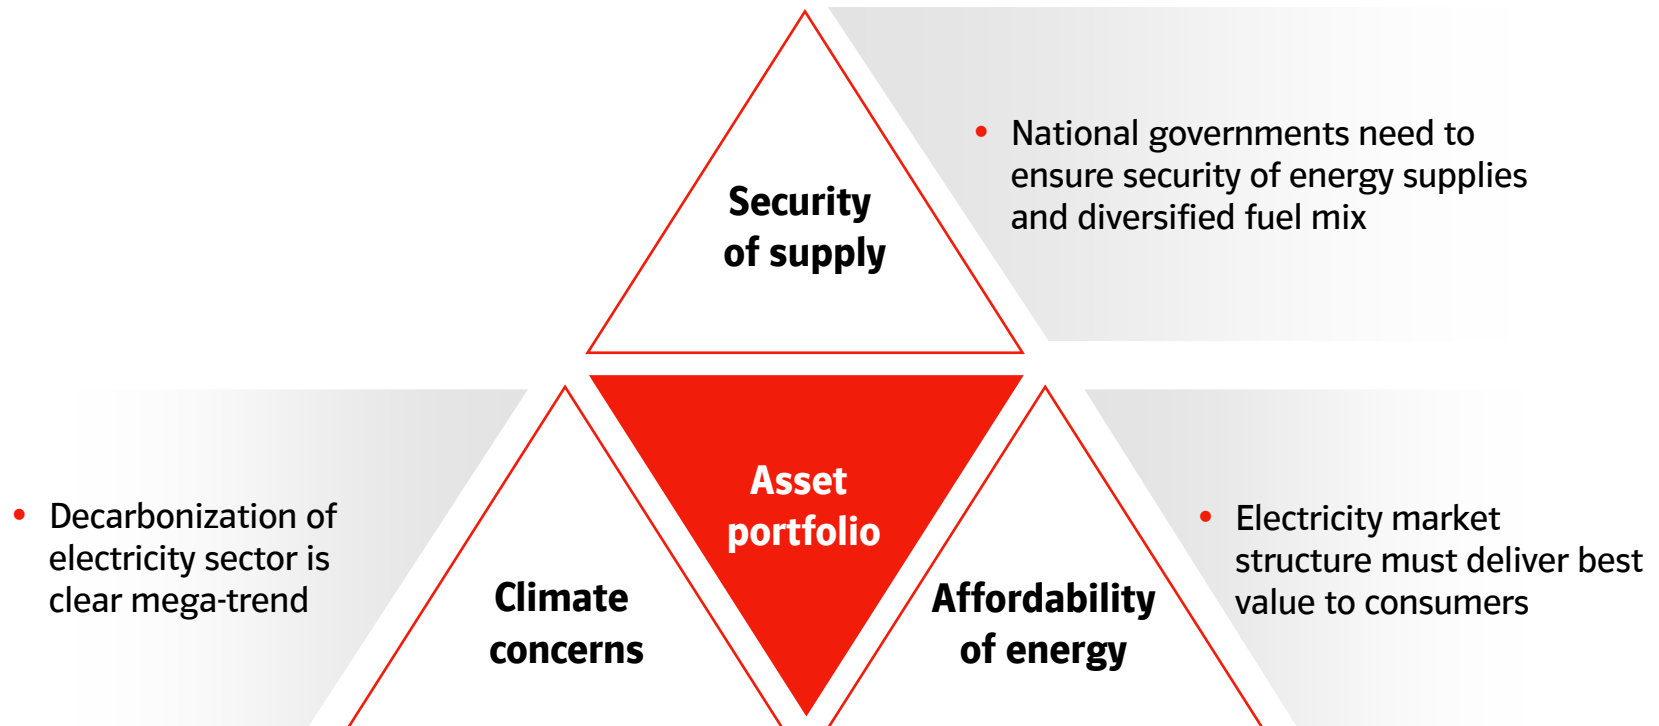 Security
of supply
• National governments need to
ensure security of energy supplies
and diversified fuel mix
Asset
portfolio
• Decarbonization of
electricity sector is
clear mega-trend
Climate
concerns
Affordability
of energy
• Electricity market
structure must deliver best
value to consumers